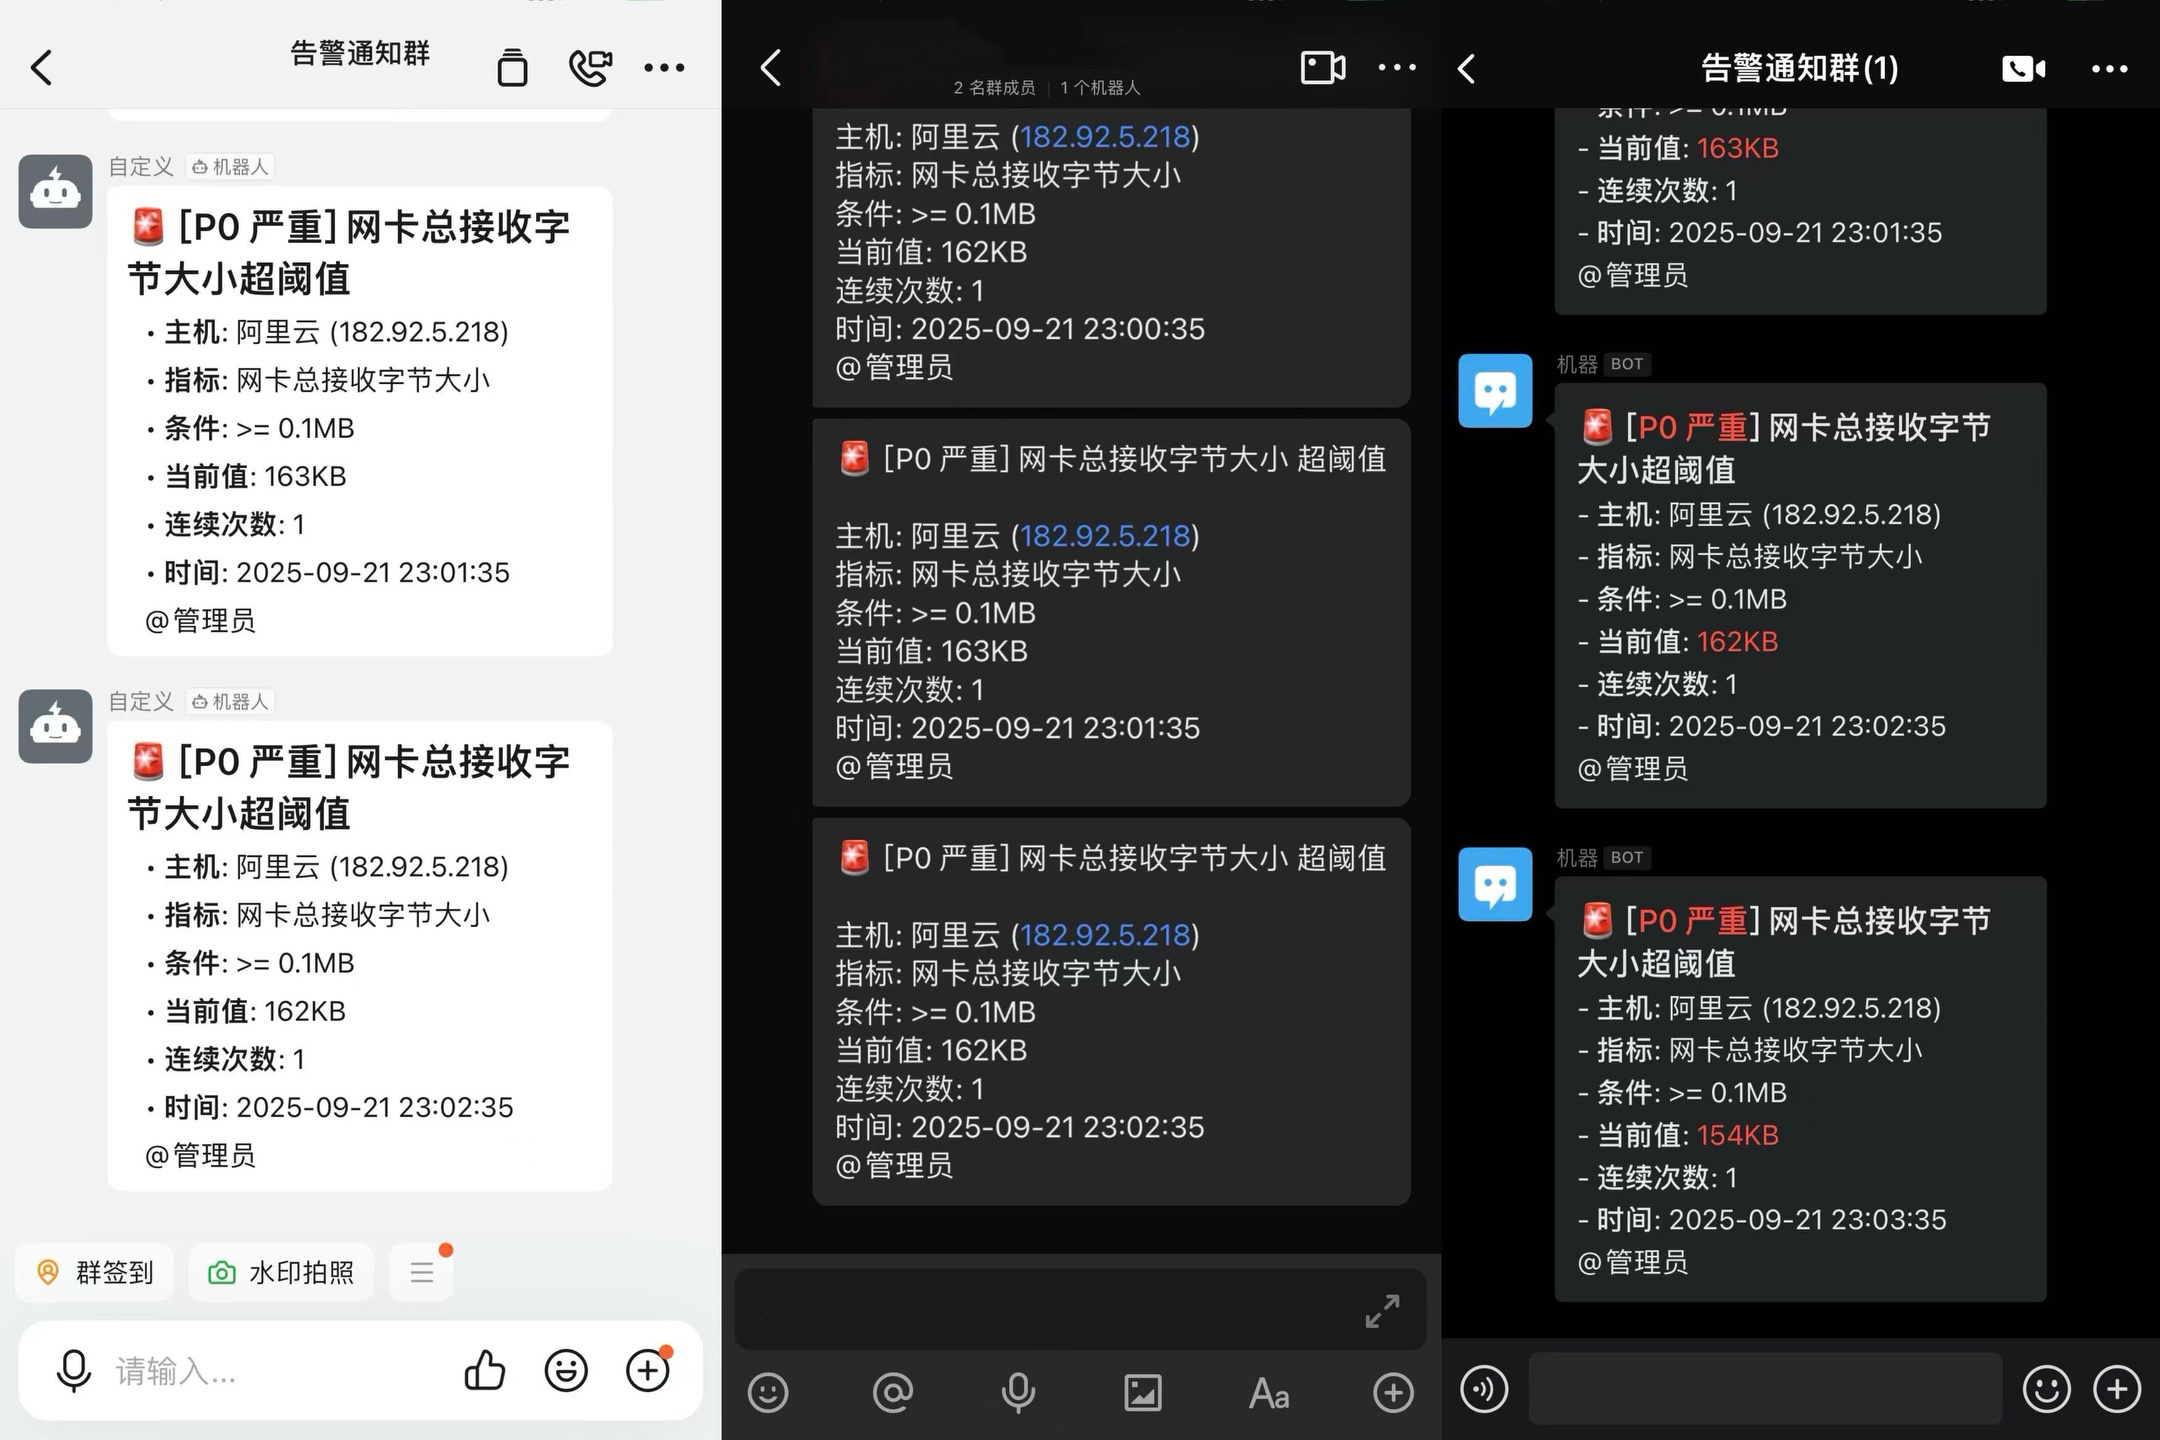 告警通知群
自定义 机器人
🚨 [P0 严重] 网卡总接收字
节大小超阈值
• 主机: 阿里云 (182.92.5.218)
• 指标: 网卡总接收字节大小
• 条件: >= 0.1MB
• 当前值: 163KB
• 连续次数: 1
• 时间: 2025-09-21 23:01:35
@管理员
自定义 机器人
🚨 [P0 严重] 网卡总接收字
节大小超阈值
• 主机: 阿里云 (182.92.5.218)
• 指标: 网卡总接收字节大小
• 条件: >= 0.1MB
• 当前值: 162KB
• 连续次数: 1
• 时间: 2025-09-21 23:02:35
@管理员
群签到 水印拍照
请输入...
2 名群成员 | 1 个机器人
主机: 阿里云 (182.92.5.218)
指标: 网卡总接收字节大小
条件: >= 0.1MB
当前值: 162KB
连续次数: 1
时间: 2025-09-21 23:00:35
@管理员
🚨 [P0 严重] 网卡总接收字节大小 超阈值
主机: 阿里云 (182.92.5.218)
指标: 网卡总接收字节大小
条件: >= 0.1MB
当前值: 163KB
连续次数: 1
时间: 2025-09-21 23:01:35
@管理员
🚨 [P0 严重] 网卡总接收字节大小 超阈值
主机: 阿里云 (182.92.5.218)
指标: 网卡总接收字节大小
条件: >= 0.1MB
当前值: 162KB
连续次数: 1
时间: 2025-09-21 23:02:35
@管理员
Aa
告警通知群(1)
- 条件: >= 0.1MB
- 当前值: 163KB
- 连续次数: 1
- 时间: 2025-09-21 23:01:35
@管理员
机器 BOT
🚨 [P0 严重] 网卡总接收字节
大小超阈值
- 主机: 阿里云 (182.92.5.218)
- 指标: 网卡总接收字节大小
- 条件: >= 0.1MB
- 当前值: 162KB
- 连续次数: 1
- 时间: 2025-09-21 23:02:35
@管理员
机器 BOT
🚨 [P0 严重] 网卡总接收字节
大小超阈值
- 主机: 阿里云 (182.92.5.218)
- 指标: 网卡总接收字节大小
- 条件: >= 0.1MB
- 当前值: 154KB
- 连续次数: 1
- 时间: 2025-09-21 23:03:35
@管理员